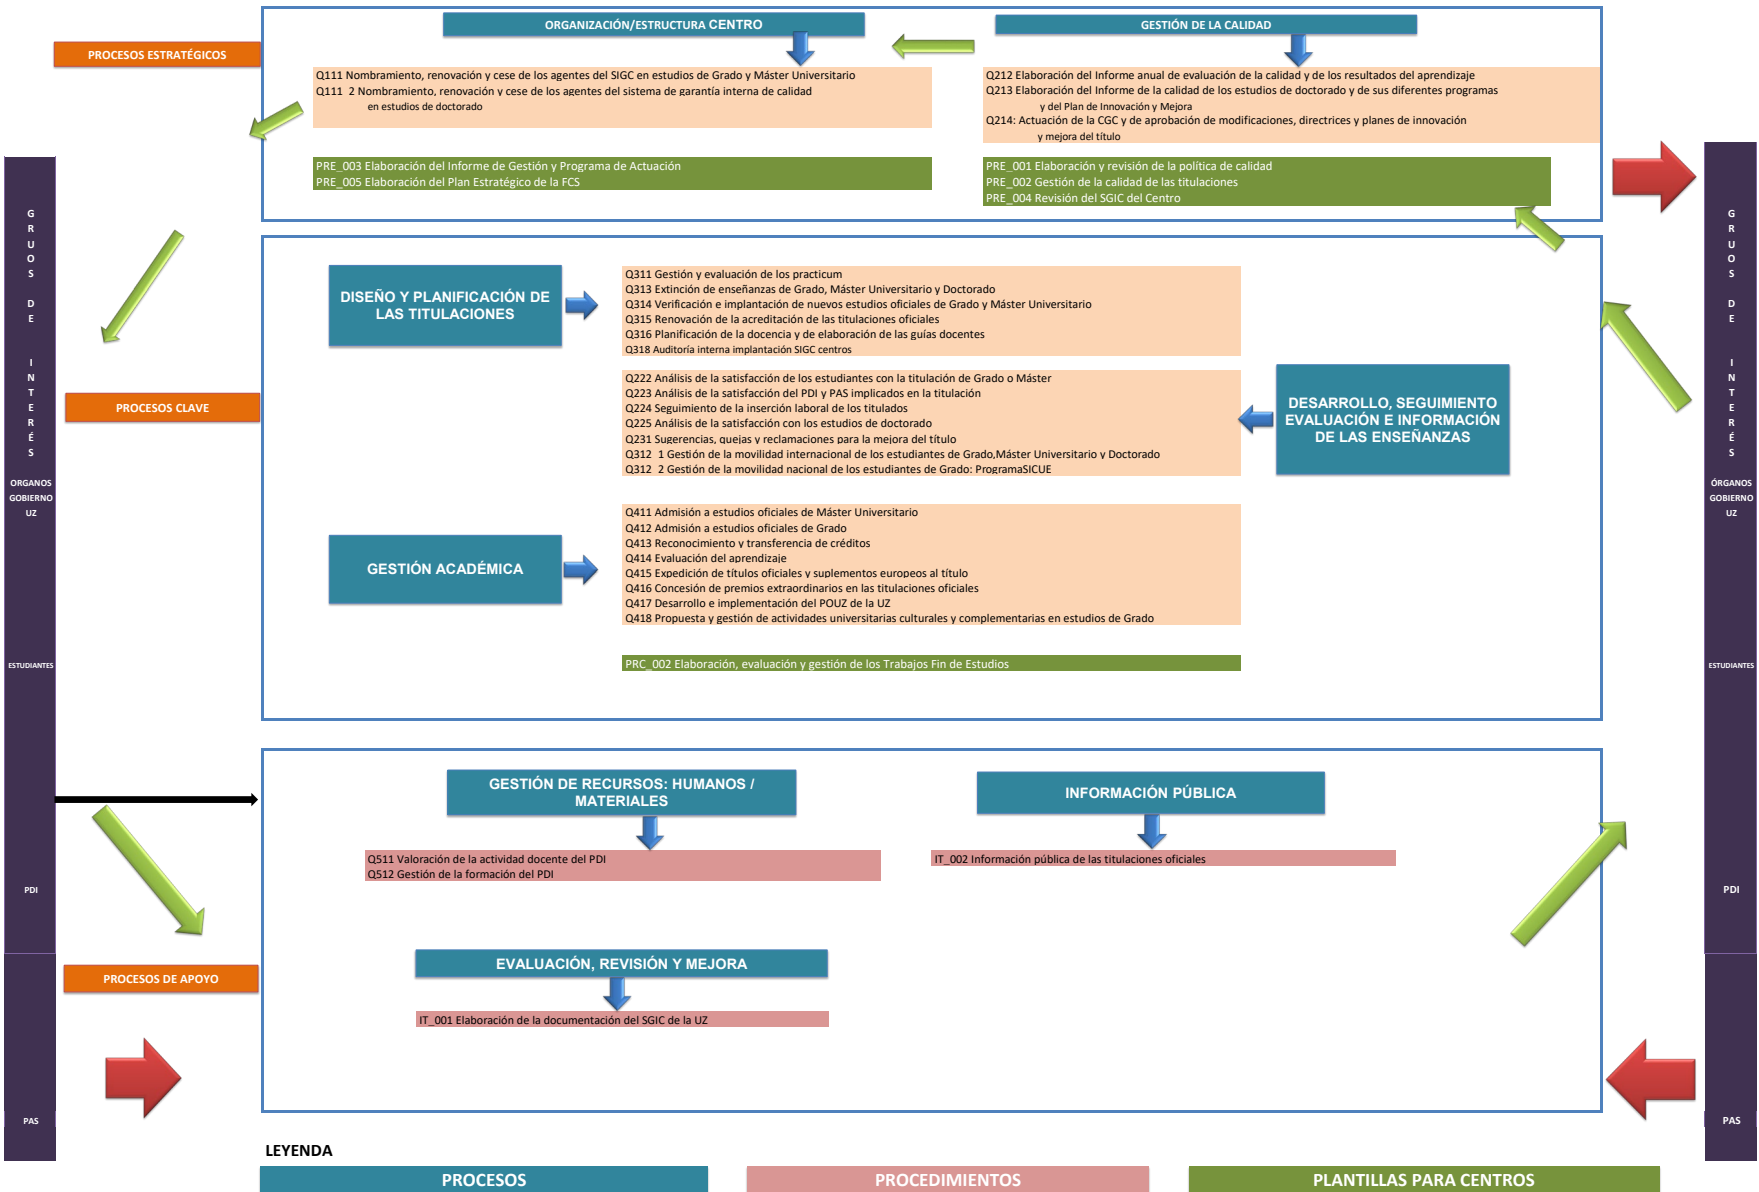 ORGANIZACIÓN/ESTRUCTURA CENTRO
GESTIÓN DE LA CALIDAD
PROCESOS ESTRATÉGICOS
Q111 Nombramiento, renovación y cese de los agentes del SIGC en estudios de Grado y Máster Universitario
Q111 2 Nombramiento, renovación y cese de los agentes del sistema de garantía interna de calidad
en estudios de doctorado
Q212 Elaboración del Informe anual de evaluación de la calidad y de los resultados del aprendizaje
Q213 Elaboración del Informe de la calidad de los estudios de doctorado y de sus diferentes programas
y del Plan de Innovación y Mejora
Q214: Actuación de la CGC y de aprobación de modificaciones, directrices y planes de innovación
y mejora del título
PRE_003 Elaboración del Informe de Gestión y Programa de Actuación
PRE_005 Elaboración del Plan Estratégico de la FCS
PRE_001 Elaboración y revisión de la política de calidad
PRE_002 Gestión de la calidad de las titulaciones
PRE_004 Revisión del SGIC del Centro
GRUOS DE INTERÉS
ORGANOS
GOBIERNO
UZ
ESTUDIANTES
PDI
PAS
DISEÑO Y PLANIFICACIÓN DE
LAS TITULACIONES
Q311 Gestión y evaluación de los practicum
Q313 Extinción de enseñanzas de Grado, Máster Universitario y Doctorado
Q314 Verificación e implantación de nuevos estudios oficiales de Grado y Máster Universitario
Q315 Renovación de la acreditación de las titulaciones oficiales
Q316 Planificación de la docencia y de elaboración de las guías docentes
Q318 Auditoría interna implantación SIGC centros
PROCESOS CLAVE
Q222 Análisis de la satisfacción de los estudiantes con la titulación de Grado o Máster
Q223 Análisis de la satisfacción del PDI y PAS implicados en la titulación
Q224 Seguimiento de la inserción laboral de los titulados
Q225 Análisis de la satisfacción con los estudios de doctorado
Q231 Sugerencias, quejas y reclamaciones para la mejora del título
Q312 1 Gestión de la movilidad internacional de los estudiantes de Grado,Máster Universitario y Doctorado
Q312 2 Gestión de la movilidad nacional de los estudiantes de Grado: ProgramaSICUE
DESARROLLO, SEGUIMIENTO
EVALUACIÓN E INFORMACIÓN
DE LAS ENSEÑANZAS
GESTIÓN ACADÉMICA
Q411 Admisión a estudios oficiales de Máster Universitario
Q412 Admisión a estudios oficiales de Grado
Q413 Reconocimiento y transferencia de créditos
Q414 Evaluación del aprendizaje
Q415 Expedición de títulos oficiales y suplementos europeos al título
Q416 Concesión de premios extraordinarios en las titulaciones oficiales
Q417 Desarrollo e implementación del POUZ de la UZ
Q418 Propuesta y gestión de actividades universitarias culturales y complementarias en estudios de Grado
PRC_002 Elaboración, evaluación y gestión de los Trabajos Fin de Estudios
GESTIÓN DE RECURSOS: HUMANOS /
MATERIALES
INFORMACIÓN PÚBLICA
Q511 Valoración de la actividad docente del PDI
Q512 Gestión de la formación del PDI
IT_002 Información pública de las titulaciones oficiales
PROCESOS DE APOYO
EVALUACIÓN, REVISIÓN Y MEJORA
IT_001 Elaboración de la documentación del SGIC de la UZ
GRUOS DE INTERÉS
ÓRGANOS
GOBIERNO
UZ
ESTUDIANTES
PDI
PAS
LEYENDA
PROCESOS
PROCEDIMIENTOS
PLANTILLAS PARA CENTROS